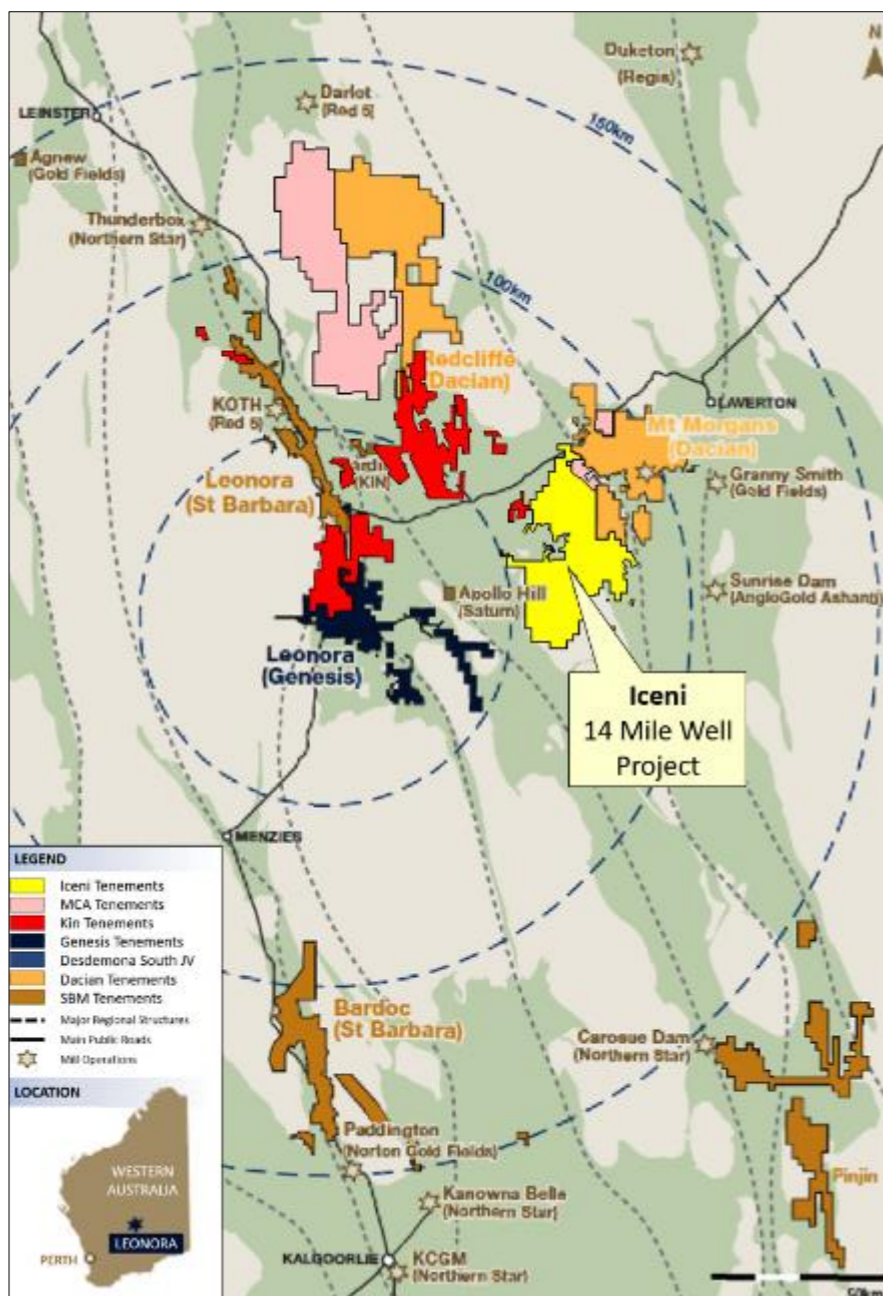 N
Duketon
(Regis)
Darlot
(Red 5)
LEINSTER
150km
Agnew
(Gold Fields)
Thunderbox
(Northern Star)
100km
Redcliffe
(Dacian)
KOTH
(Red 5)
LAVERTON
Mt Morgans
(Dacian)
(KIN)
Leonora
(St Barbara)
Granny Smith
(Gold Fields)
Apollo Hill
(Saturn)
Sunrise Dam
(AngloGold Ashanti)
Leonora
(Genesis)
Iceni
14 Mile Well
Project
MENZIES
LEGEND
Iceni Tenements
MCA Tenements
Kin Tenements
Genesis Tenements
Desdemona South JV
Dacian Tenements
SBM Tenements
Major Regional Structures
Main Public Roads
Mill Operations
Bardoc
(St Barbara)
Carosue Dam
(Northern Star)
LOCATION
WESTERN
AUSTRALIA
LEONORA
PERTH
Paddington
(Norton Gold Fields)
Pinjin
Kanowna Belle
(Northern Star)
KALGOORLIE
KCGM
(Northern Star)
50km